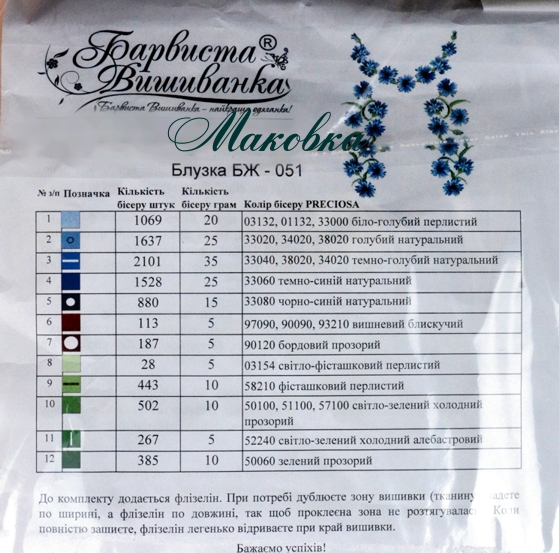 Барвиста®
Вишиванка
Барвиста Вишиванка – найкраща одяганка!
Маковка
Блузка БЖ - 051
№ з/п Позначка Кількість бісеру штук Кількість бісеру грам Колір бісеру PRECIOSA
1 1069 20 03132, 01132, 33000 біло-голубий перлистий
2 1637 25 33020, 34020, 38020 голубий натуральний
3 2101 35 33040, 38020, 34020 темно-голубий натуральний
4 1528 25 33060 темно-синій натуральний
5 880 15 33080 чорно-синій натуральний
6 113 5 97090, 90090, 93210 вишневий блискучий
7 187 5 90120 бордовий прозорий
8 28 5 03154 світло-фісташковий перлистий
9 443 10 58210 фісташковий перлистий
10 502 10 50100, 51100, 57100 світло-зелений холодний
прозорий
11 267 5 52240 світло-зелений холодний алебастровий
12 385 10 50060 зелений прозорий
До комплекту додається флізелін. При потребі дублюєте зону вишивки (тканину
по ширині, а флізелін по довжині, так щоб проклеєна зона не розтягувалась. Коли
повністю зашиєте, флізелін легенько відриваєте при край вишивки.
Бажаємо успіхів!